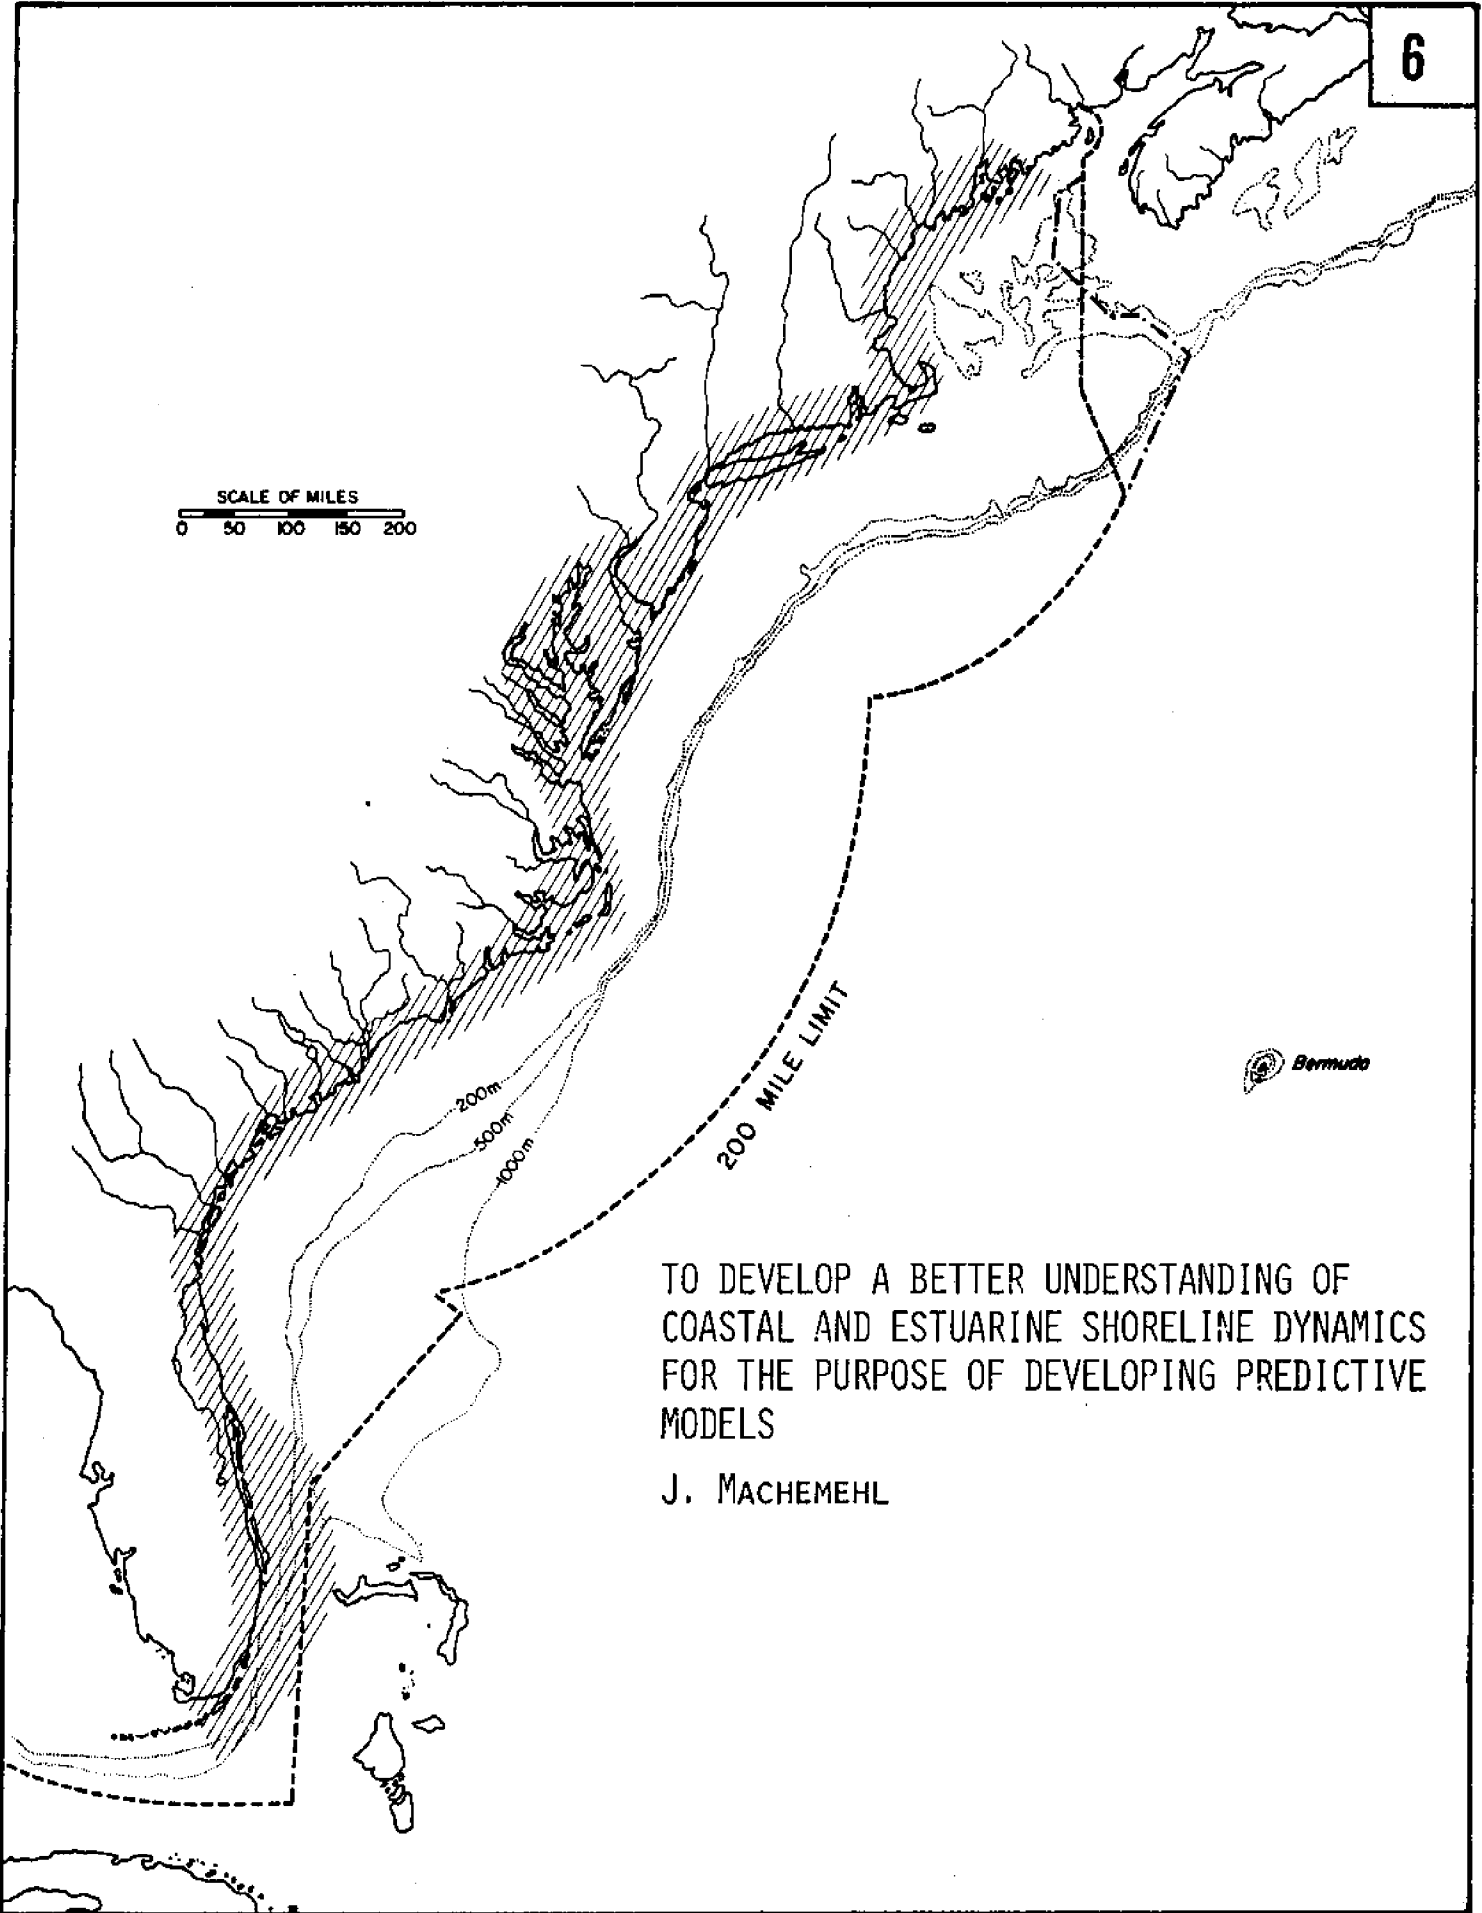 6
SCALE OF MILES
0 50 100 150 200
Bermuda
200m
500m
1000m
200 MILE LIMIT
TO DEVELOP A BETTER UNDERSTANDING OF
COASTAL AND ESTUARINE SHORELINE DYNAMICS
FOR THE PURPOSE OF DEVELOPING PREDICTIVE
MODELS
J. MACHEMEHL